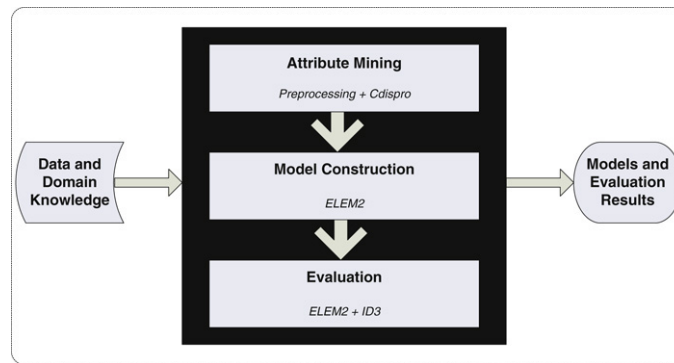 Data and
Domain
Knowledge
Attribute Mining
Preprocessing + Cdispro
Model Construction
ELEM2
Evaluation
ELEM2 + ID3
Models and
Evaluation
Results